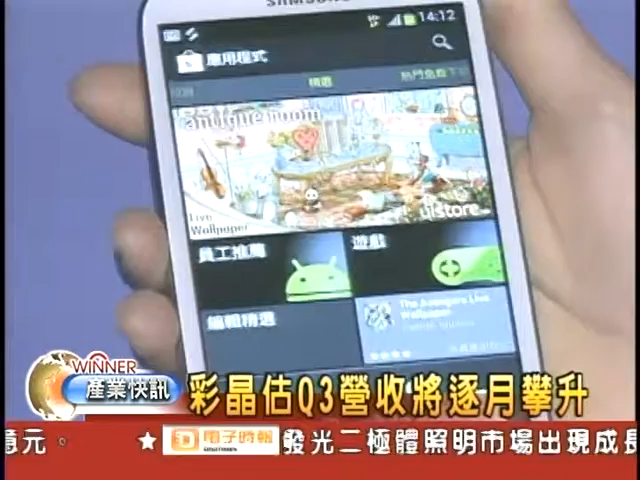 SAMSUNG
14:12
應用程式
精選
熱門免費下
antique room
Live
Wallpaper
ulstore
員工推薦
遊戲
編輯精選
The Avengers Live
Wallpaper
WINNER
產業快訊
彩晶估Q3營收將逐月攀升
億元。 ★ 電子時報 發光二極體照明市場出現成長